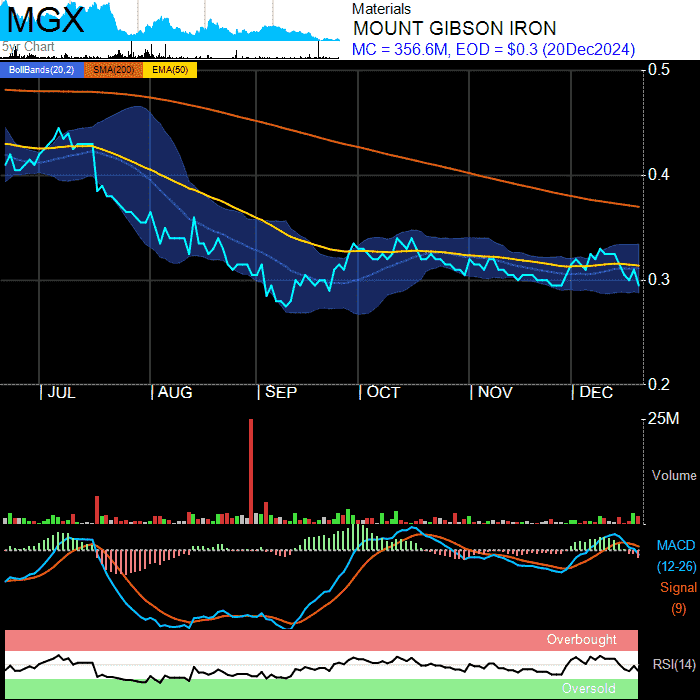 MGX
5yr Chart
Materials
MOUNT GIBSON IRON
MC = 356.6M, EOD = $0.3 (20Dec2024)
BollBands(20,2) SMA(200) EMA(50)
0.5
0.4
0.3
0.2
JUL AUG SEP OCT NOV DEC
25M
Volume
MACD
(12-26)
Signal
(9)
Overbought
RSI(14)
Oversold